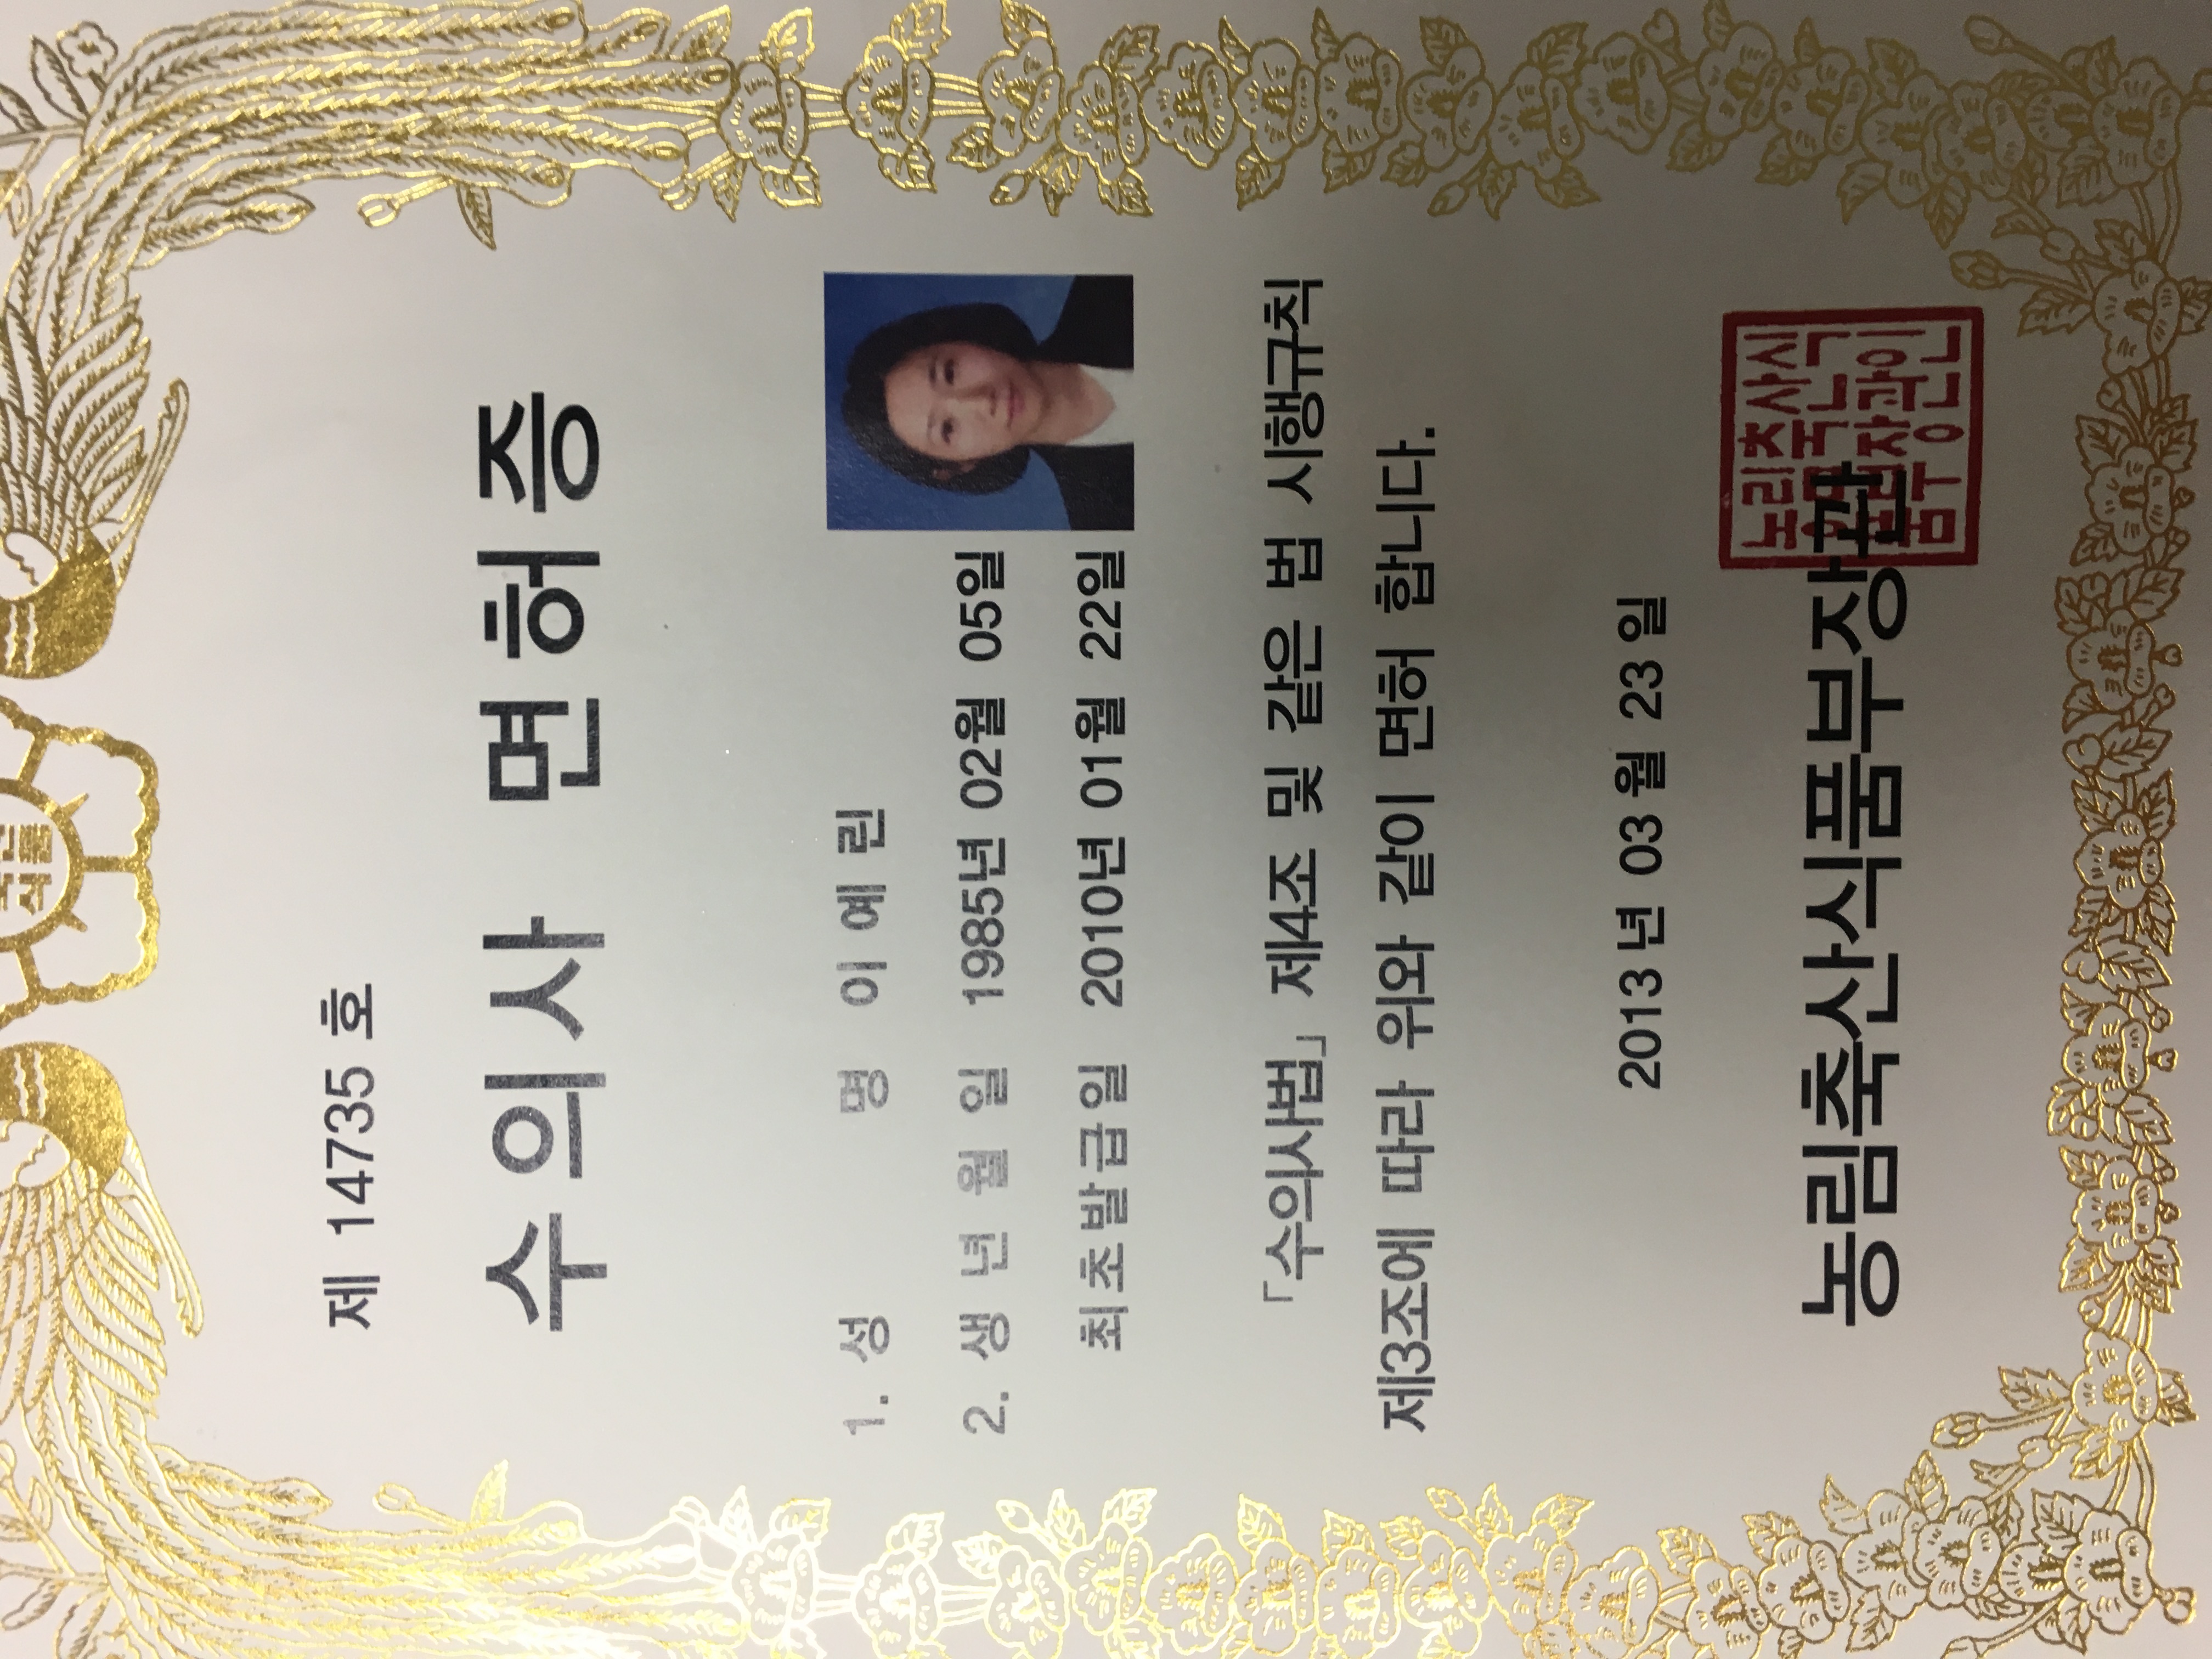 식품
제 14735 호
수의사 면허증
1. 성 명 이 예 린
2. 생 년 월 일 1985년 02월 05일
최초발급일 2010년 01월 22일
「수의사법」 제4조 및 같은 법 시행규칙
제3조에 따라 위와 같이 면허 합니다.
2013 년 03 월 23 일
농림축산식품부장관
농림축산식
품부장관인